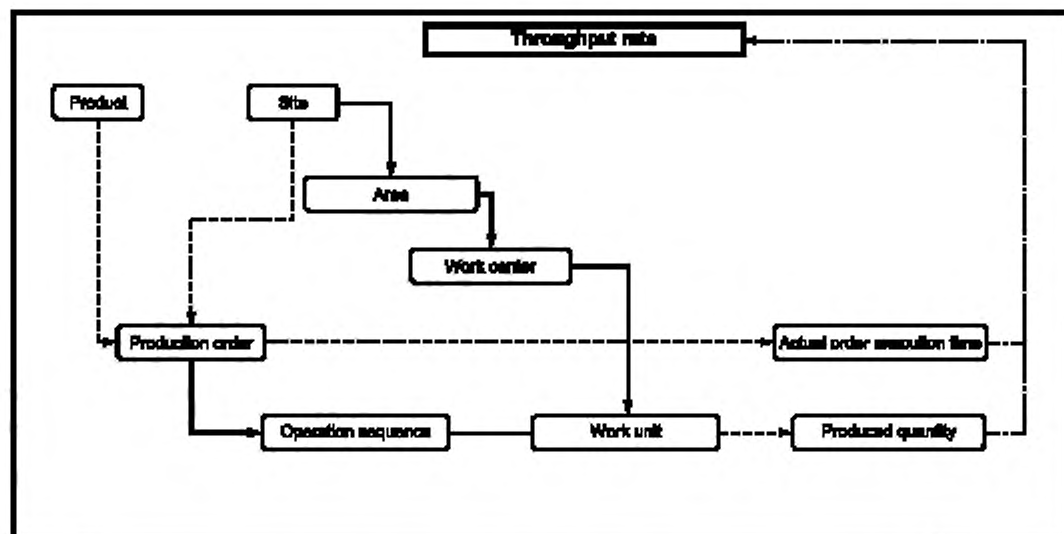 Throughput rate
Product
Site
Area
Work center
Production order
Actual order execution time
Operation sequence
Work unit
Produced quantity